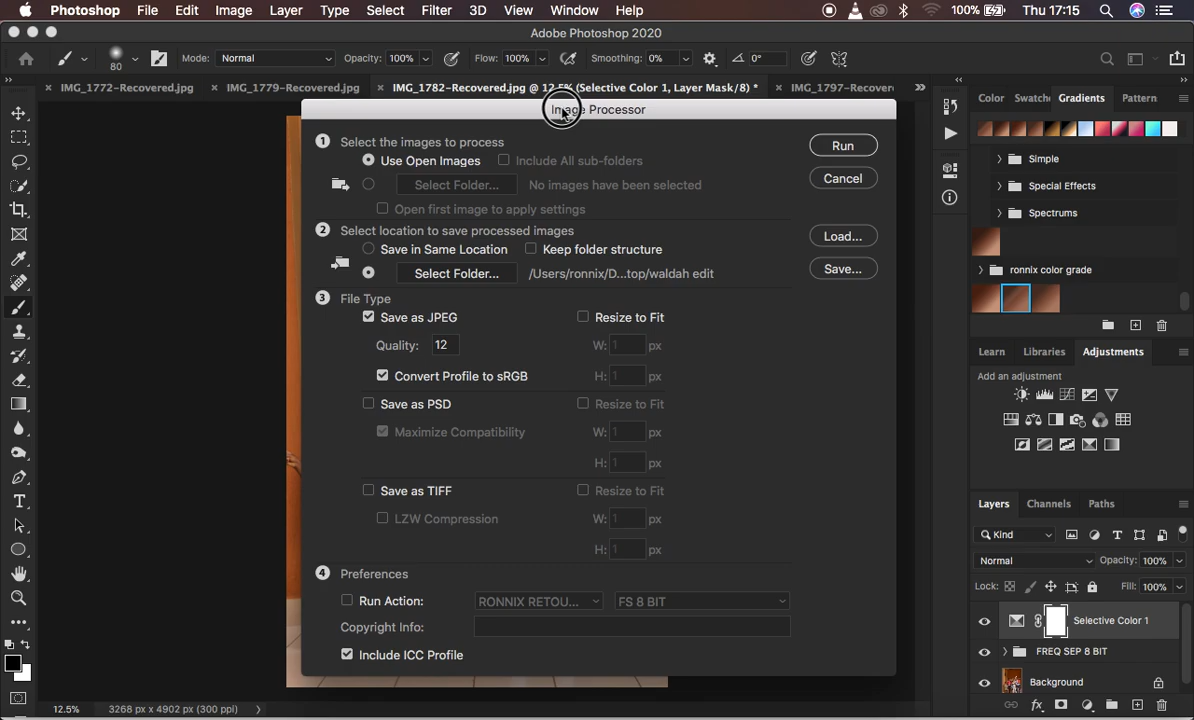 Photoshop File Edit Image Layer Type Select Filter 3D View Window Help 100% Thu 17:15
Adobe Photoshop 2020
80 Mode: Normal Opacity: 100% Flow: 100% Smoothing: 0% 0°
IMG_1772-Recovered.jpg IMG_1779-Recovered.jpg IMG_1782-Recovered.jpg @ 12.5% (Selective Color 1, Layer Mask/8) * IMG_1797-Recover
Color Swatche Gradients Pattern
Image Processor
1 Select the images to process
Use Open Images Include All sub-folders
Select Folder... No images have been selected
Open first image to apply settings
2 Select location to save processed images
Save in Same Location Keep folder structure
Select Folder... /Users/ronnix/D...top/waldah edit
3 File Type
Save as JPEG Resize to Fit
Quality: 12 W: 1 px
Convert Profile to sRGB H: 1 px
Save as PSD Resize to Fit
Maximize Compatibility W: 1 px
H: 1 px
Save as TIFF Resize to Fit
LZW Compression W: 1 px
H: 1 px
4 Preferences
Run Action: RONNIX RETOU... FS 8 BIT
Copyright Info:
Include ICC Profile
Run
Cancel
Load...
Save...
Simple
Special Effects
Spectrums
ronnix color grade
Learn Libraries Adjustments
Add an adjustment
Layers Channels Paths
Kind
Normal Opacity: 100%
Lock: Fill: 100%
Selective Color 1
FREQ SEP 8 BIT
Background
12.5% 3268 px x 4902 px (300 ppi)